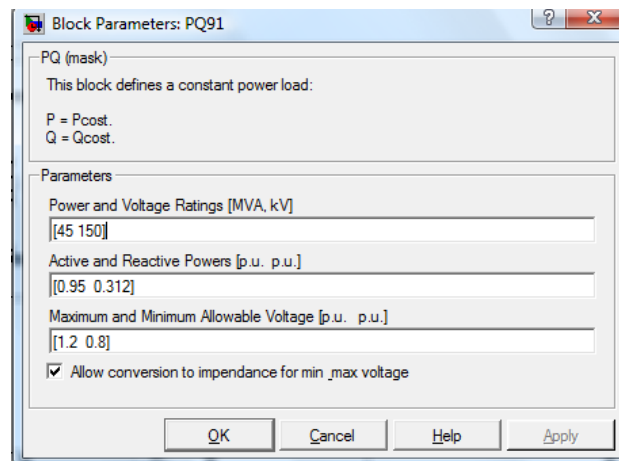 Block Parameters: PQ91
PQ (mask)
This block defines a constant power load:
P = Pcost.
Q = Qcost.
Parameters
Power and Voltage Ratings [MVA, kV]
[45 150]
Active and Reactive Powers [p.u. p.u.]
[0.95 0.312]
Maximum and Minimum Allowable Voltage [p.u. p.u.]
[1.2 0.8]
Allow conversion to impendance for min_max voltage
OK Cancel Help Apply